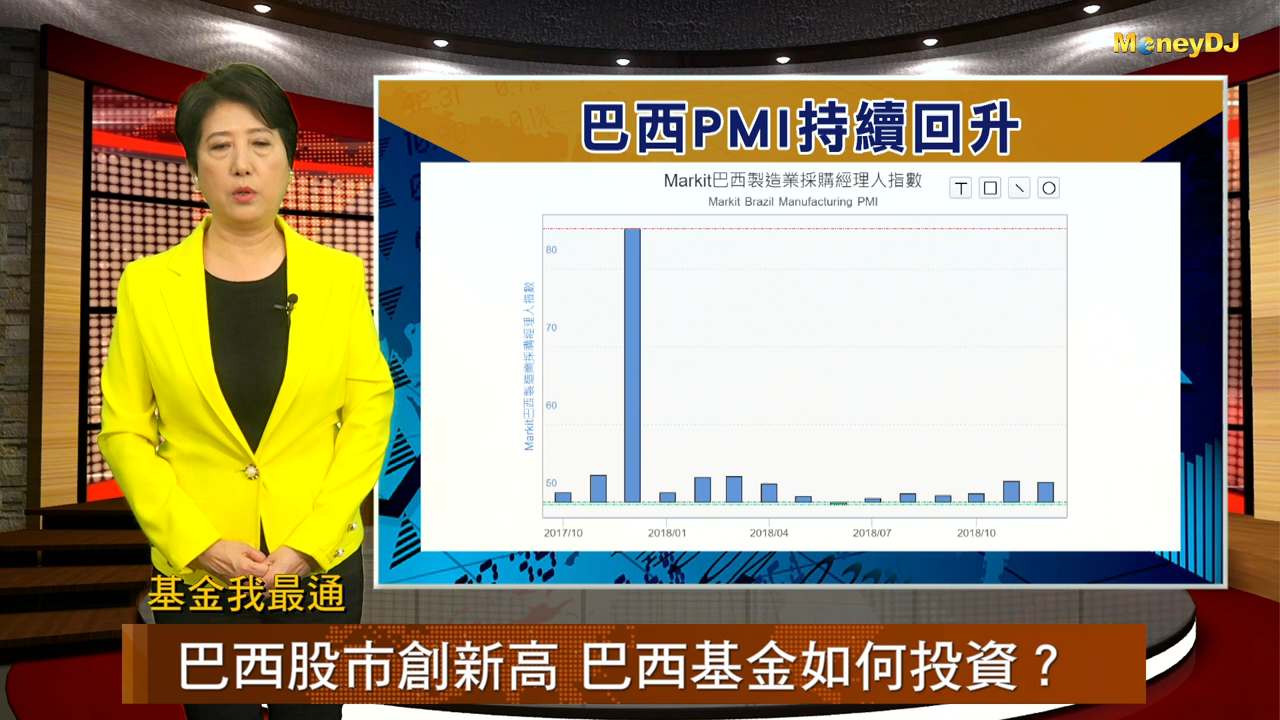 MoneyDJ
巴西PMI持續回升
Markit巴西製造業採購經理人指數
Markit Brazil Manufacturing PMI
Markit巴西製造業採購經理人指數
80
70
60
50
2017/10 2018/01 2018/04 2018/07 2018/10
基金我最通
巴西股市創新高 巴西基金如何投資？